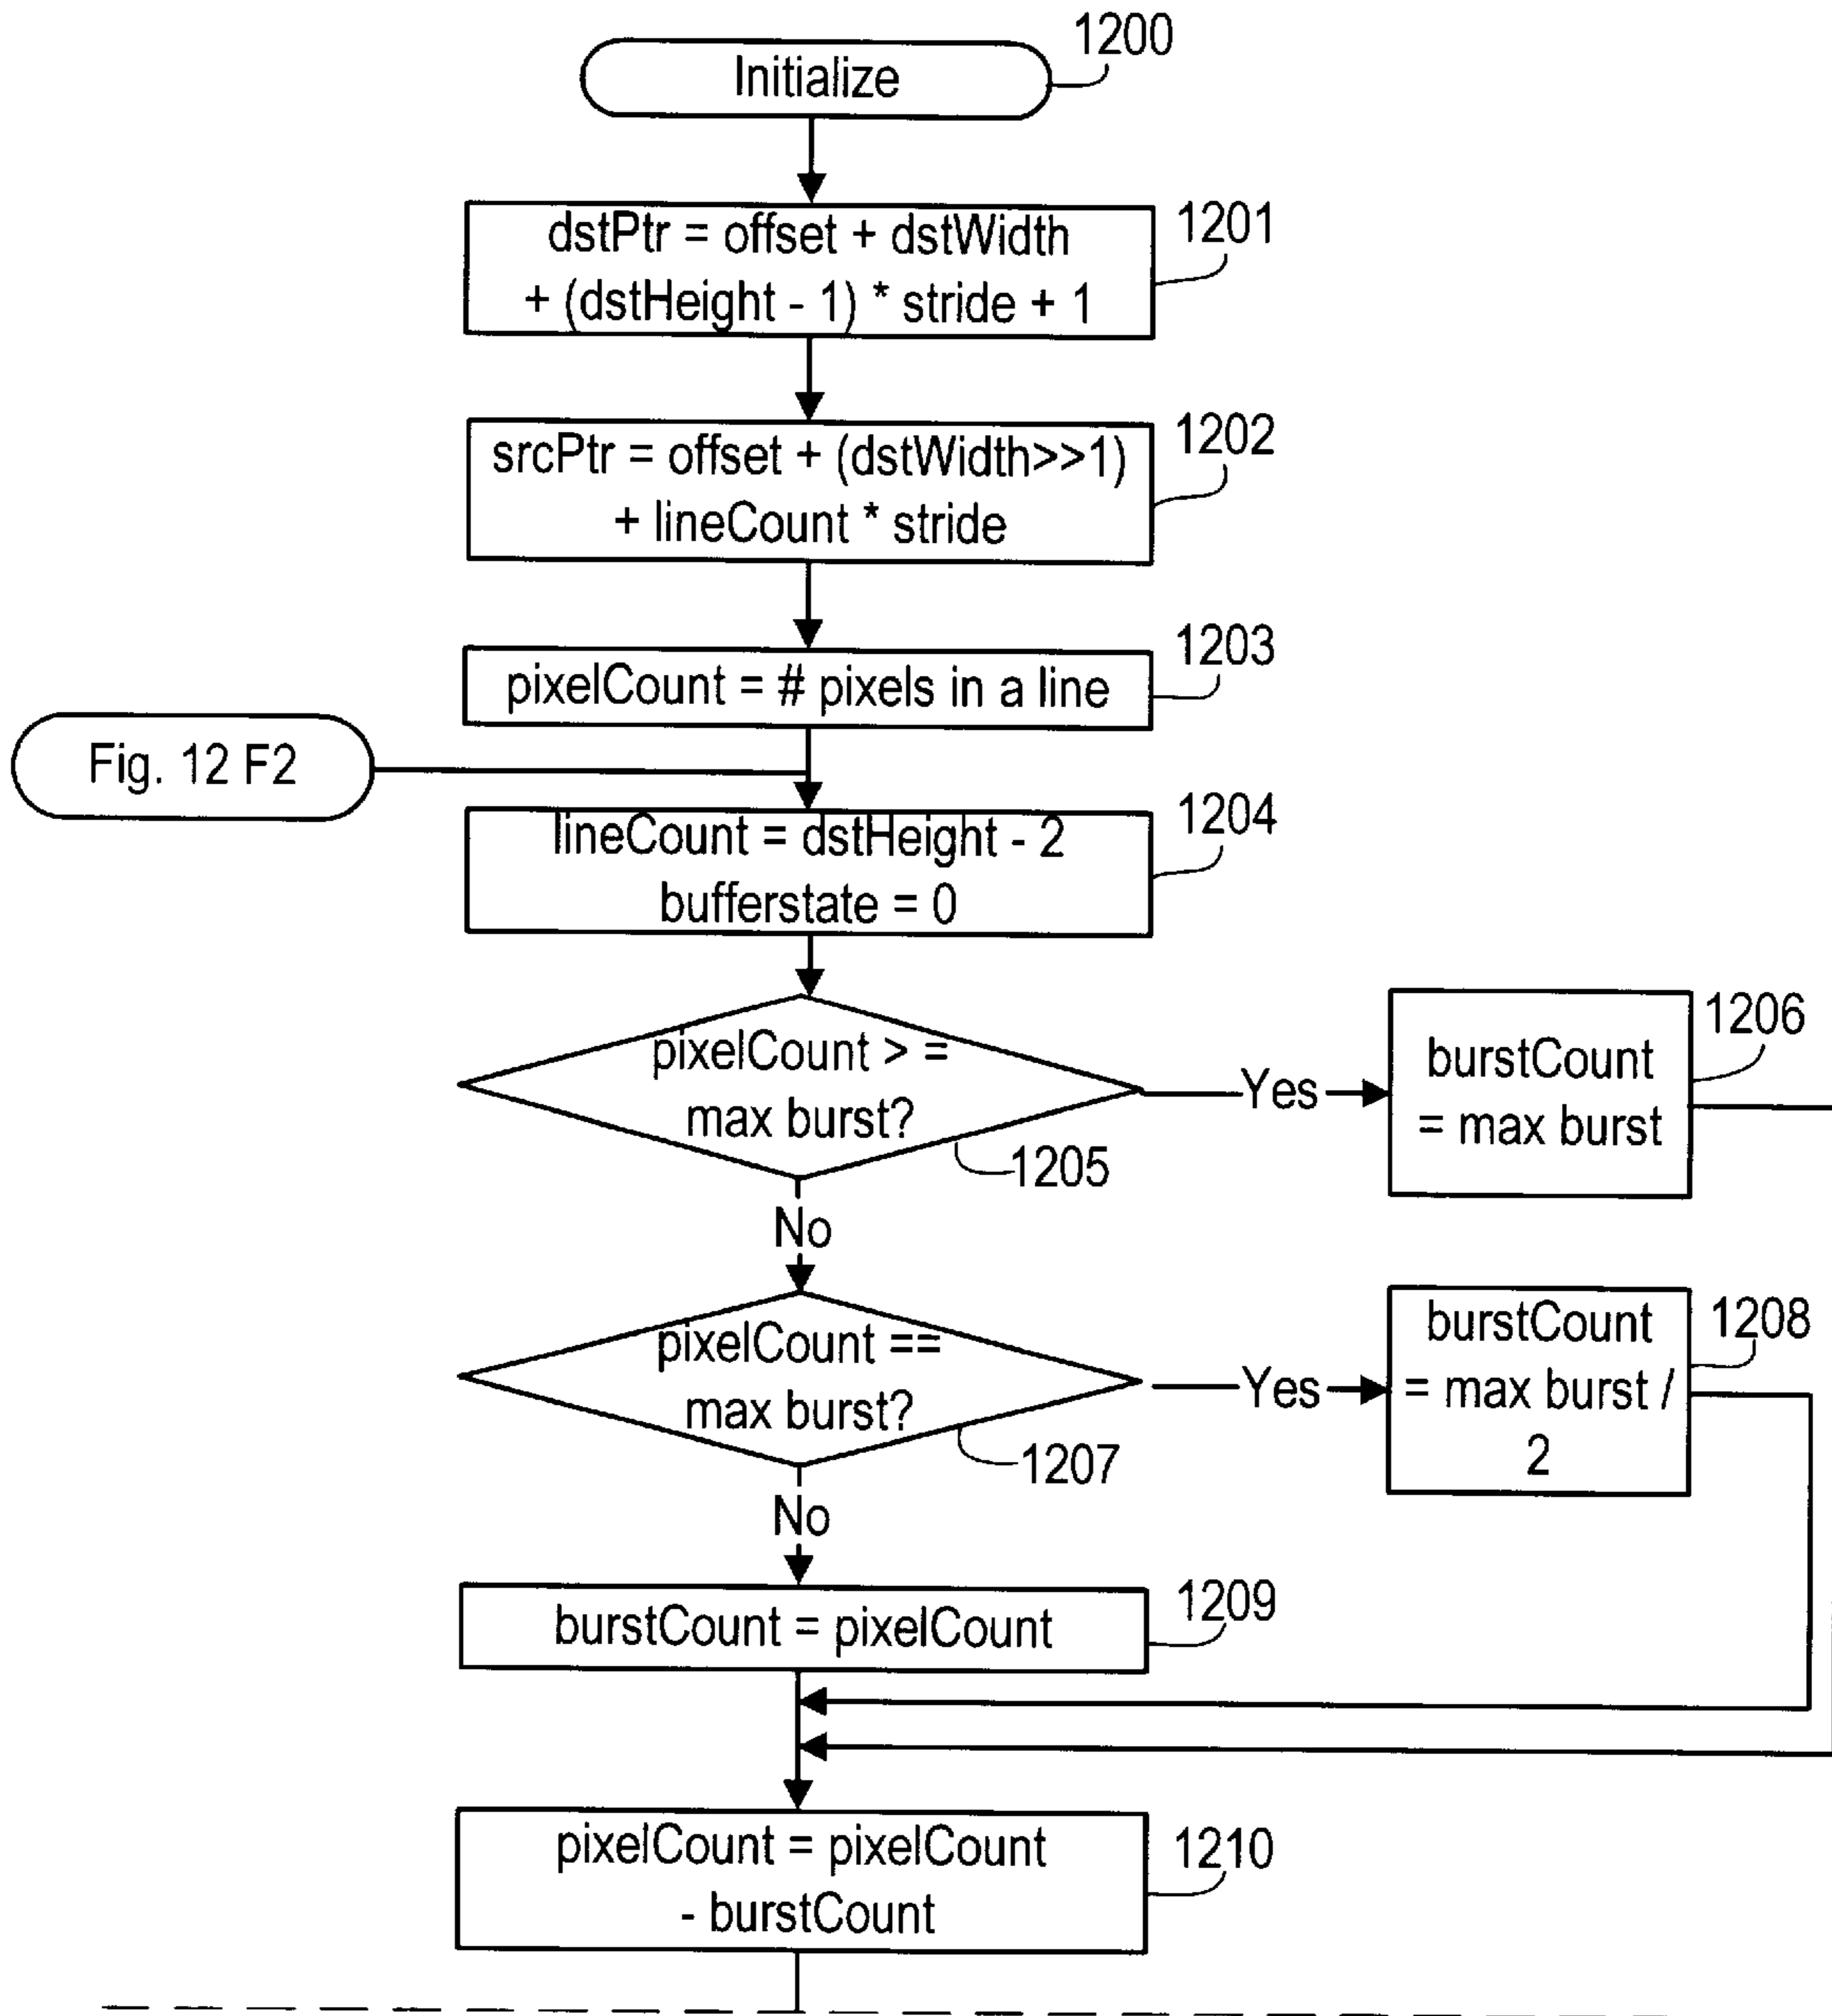 1200
Initialize
dstPtr = offset + dstWidth
+ (dstHeight - 1) * stride + 1
1201
srcPtr = offset + (dstWidth>>1)
+ lineCount * stride
1202
pixelCount = # pixels in a line
1203
Fig. 12 F2
lineCount = dstHeight - 2
bufferstate = 0
1204
pixelCount > =
max burst?
1205
Yes
burstCount
= max burst
1206
No
pixelCount ==
max burst?
1207
Yes
burstCount
= max burst /
2
1208
No
burstCount = pixelCount
1209
pixelCount = pixelCount
- burstCount
1210